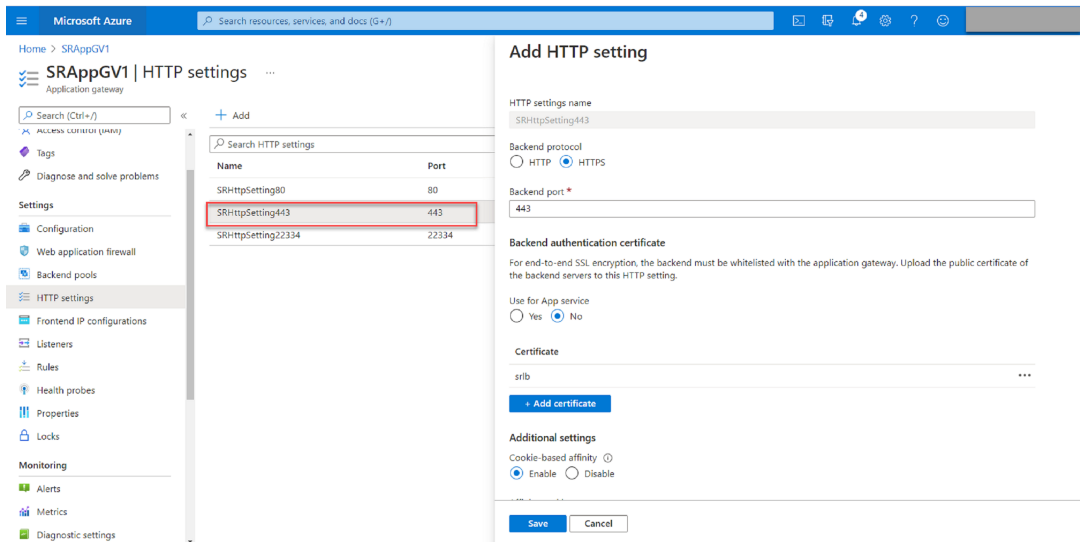 Microsoft Azure
Search resources, services, and docs (G+/)
4
Home > SRAppGV1
SRAppGV1 | HTTP settings ...
Application gateway
Search (Ctrl+/)
«
Access control (IAM)
Tags
Diagnose and solve problems
Settings
Configuration
Web application firewall
Backend pools
HTTP settings
Frontend IP configurations
Listeners
Rules
Health probes
Properties
Locks
Monitoring
Alerts
Metrics
Diagnostic settings
+ Add
Search HTTP settings
Name Port
SRHttpSetting80 80
SRHttpSetting443 443
SRHttpSetting22334 22334
Add HTTP setting
HTTP settings name
SRHttpSetting443
Backend protocol
HTTP HTTPS
Backend port *
443
Backend authentication certificate
For end-to-end SSL encryption, the backend must be whitelisted with the application gateway. Upload the public certificate of
the backend servers to this HTTP setting.
Use for App service
Yes No
Certificate
srlb ...
+ Add certificate
Additional settings
Cookie-based affinity
Enable Disable
Save Cancel